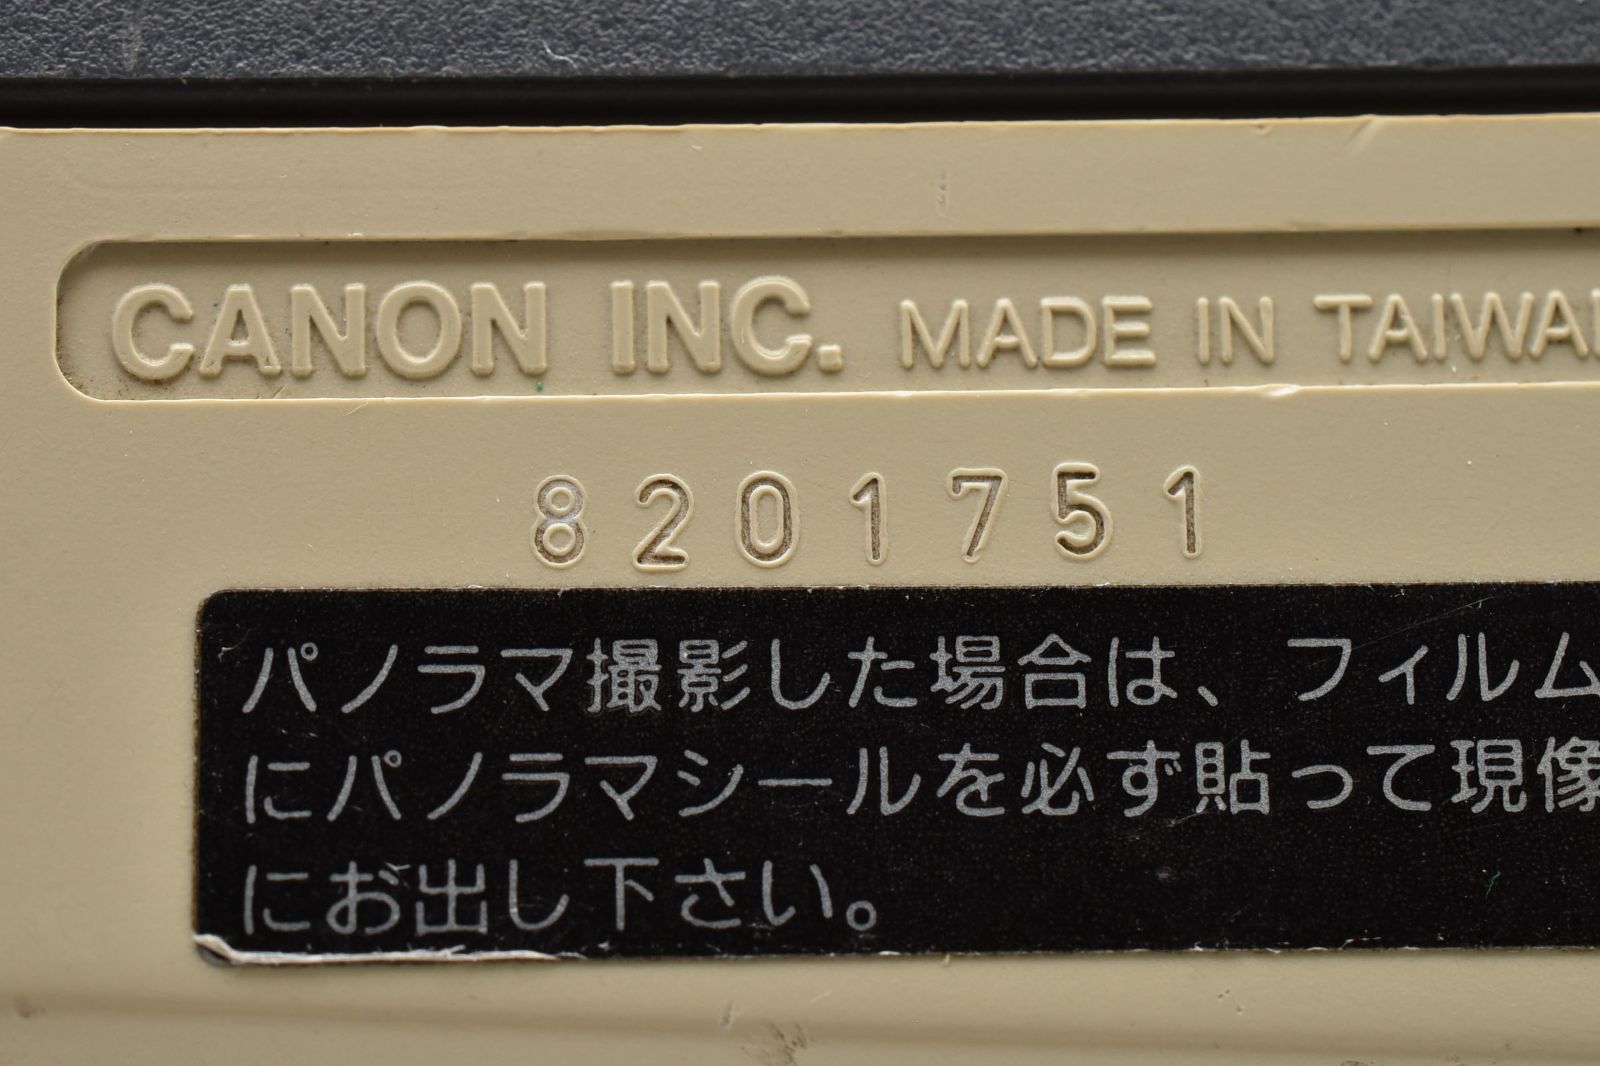 CANON INC. MADE IN TAIWAN
8201751
パノラマ撮影した場合は、フィルム
にパノラマシールを必ず貼って現像
にお出し下さい。